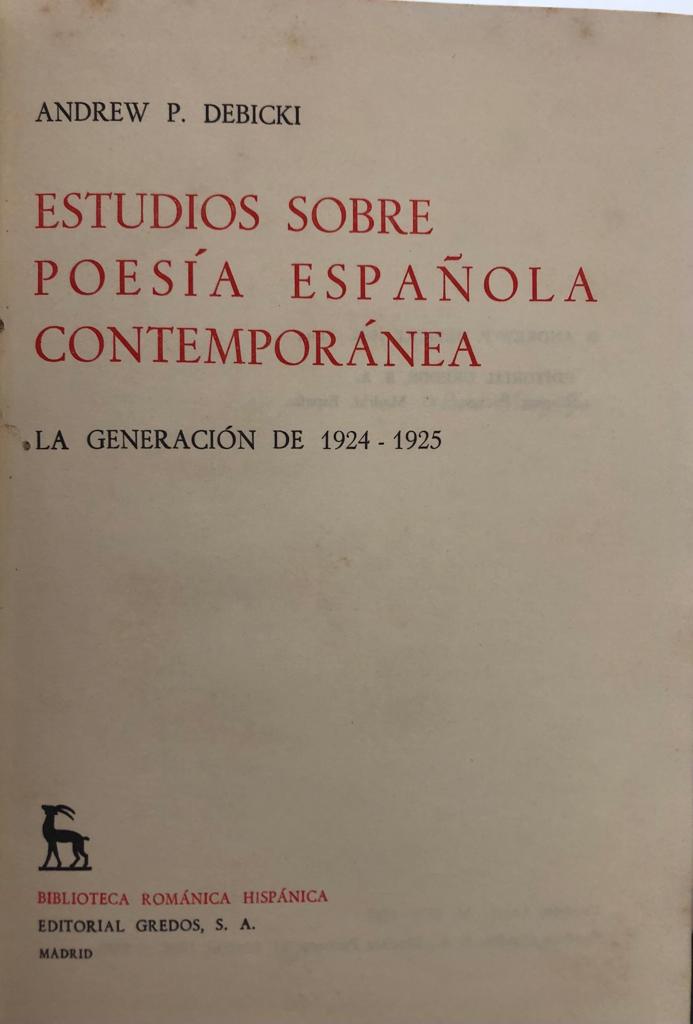 ANDREW P. DEBICKI
ESTUDIOS SOBRE
POESÍA ESPAÑOLA
CONTEMPORÁNEA
LA GENERACIÓN DE 1924-1925
BIBLIOTECA ROMÁNICA HISPÁNICA
EDITORIAL GREDOS, S. A.
MADRID